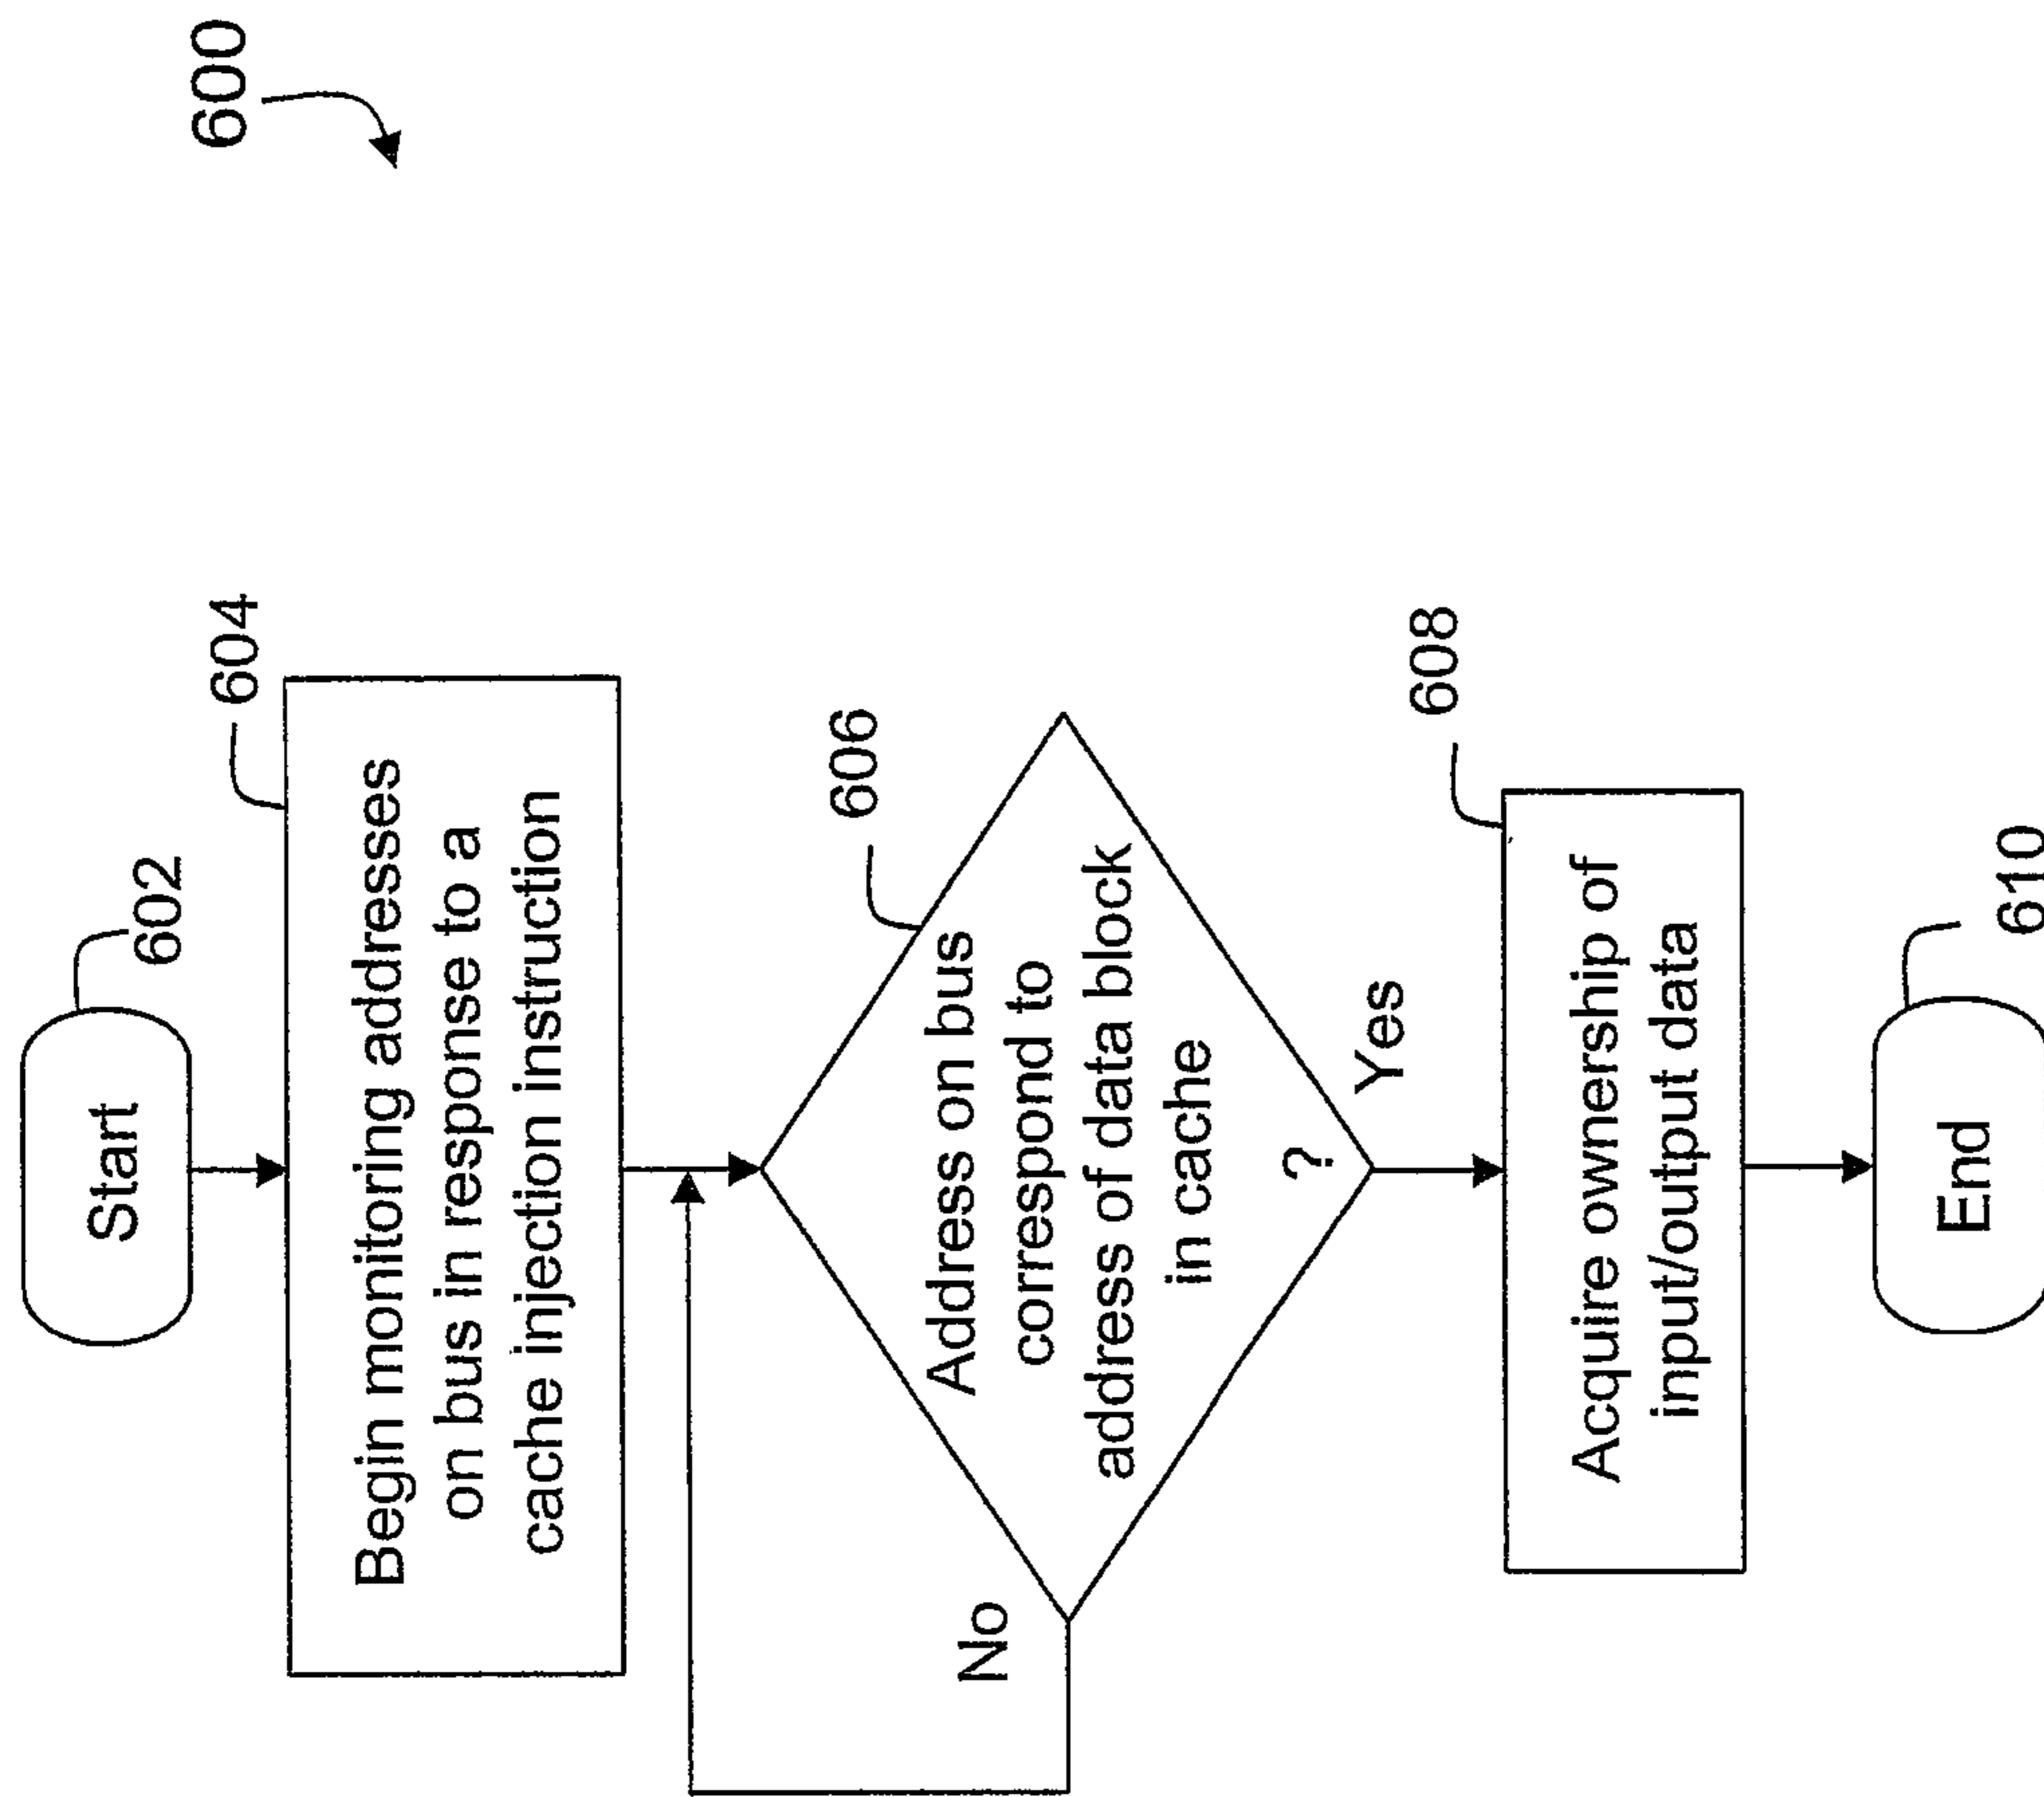 600
Start
602
604
Begin monitoring addresses
on bus in response to a
cache injection instruction
606
Address on bus
correspond to
address of data block
in cache
?
No
Yes
608
Acquire ownership of
input/output data
End
610